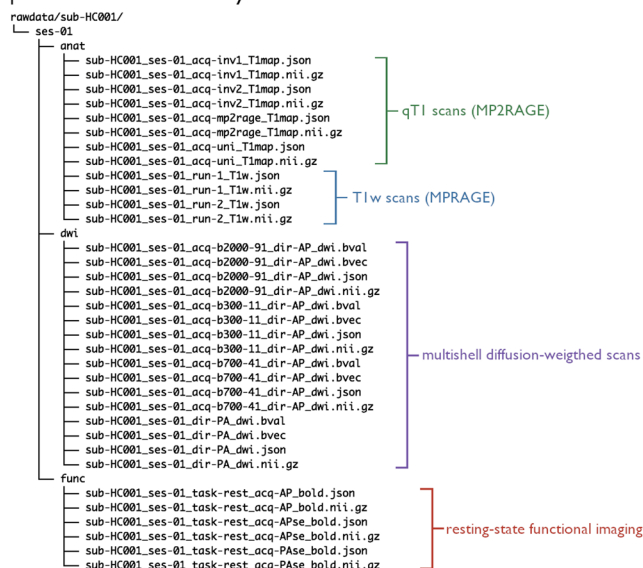 rawdata/sub-HC001/
└── ses-01
├── anat
├── sub-HC001_ses-01_acq-inv1_T1map.json
├── sub-HC001_ses-01_acq-inv1_T1map.nii.gz
├── sub-HC001_ses-01_acq-inv2_T1map.json
├── sub-HC001_ses-01_acq-inv2_T1map.nii.gz
├── sub-HC001_ses-01_acq-mp2rage_T1map.json
├── sub-HC001_ses-01_acq-mp2rage_T1map.nii.gz
├── sub-HC001_ses-01_acq-uni_T1map.json
├── sub-HC001_ses-01_acq-uni_T1map.nii.gz
qT1 scans (MP2RAGE)
├── sub-HC001_ses-01_run-1_T1w.json
├── sub-HC001_ses-01_run-1_T1w.nii.gz
├── sub-HC001_ses-01_run-2_T1w.json
└── sub-HC001_ses-01_run-2_T1w.nii.gz
T1w scans (MPRAGE)
├── dwi
├── sub-HC001_ses-01_acq-b2000-91_dir-AP_dwi.bval
├── sub-HC001_ses-01_acq-b2000-91_dir-AP_dwi.bvec
├── sub-HC001_ses-01_acq-b2000-91_dir-AP_dwi.json
├── sub-HC001_ses-01_acq-b2000-91_dir-AP_dwi.nii.gz
├── sub-HC001_ses-01_acq-b300-11_dir-AP_dwi.bval
├── sub-HC001_ses-01_acq-b300-11_dir-AP_dwi.bvec
├── sub-HC001_ses-01_acq-b300-11_dir-AP_dwi.json
├── sub-HC001_ses-01_acq-b300-11_dir-AP_dwi.nii.gz
├── sub-HC001_ses-01_acq-b700-41_dir-AP_dwi.bval
├── sub-HC001_ses-01_acq-b700-41_dir-AP_dwi.bvec
├── sub-HC001_ses-01_acq-b700-41_dir-AP_dwi.json
├── sub-HC001_ses-01_acq-b700-41_dir-AP_dwi.nii.gz
├── sub-HC001_ses-01_dir-PA_dwi.bval
├── sub-HC001_ses-01_dir-PA_dwi.bvec
├── sub-HC001_ses-01_dir-PA_dwi.json
└── sub-HC001_ses-01_dir-PA_dwi.nii.gz
multishell diffusion-weigthed scans
└── func
├── sub-HC001_ses-01_task-rest_acq-AP_bold.json
├── sub-HC001_ses-01_task-rest_acq-AP_bold.nii.gz
├── sub-HC001_ses-01_task-rest_acq-APse_bold.json
├── sub-HC001_ses-01_task-rest_acq-APse_bold.nii.gz
├── sub-HC001_ses-01_task-rest_acq-PAse_bold.json
└── sub-HC001_ses-01_task-rest_acq-PAse_bold.nii.gz
resting-state functional imaging